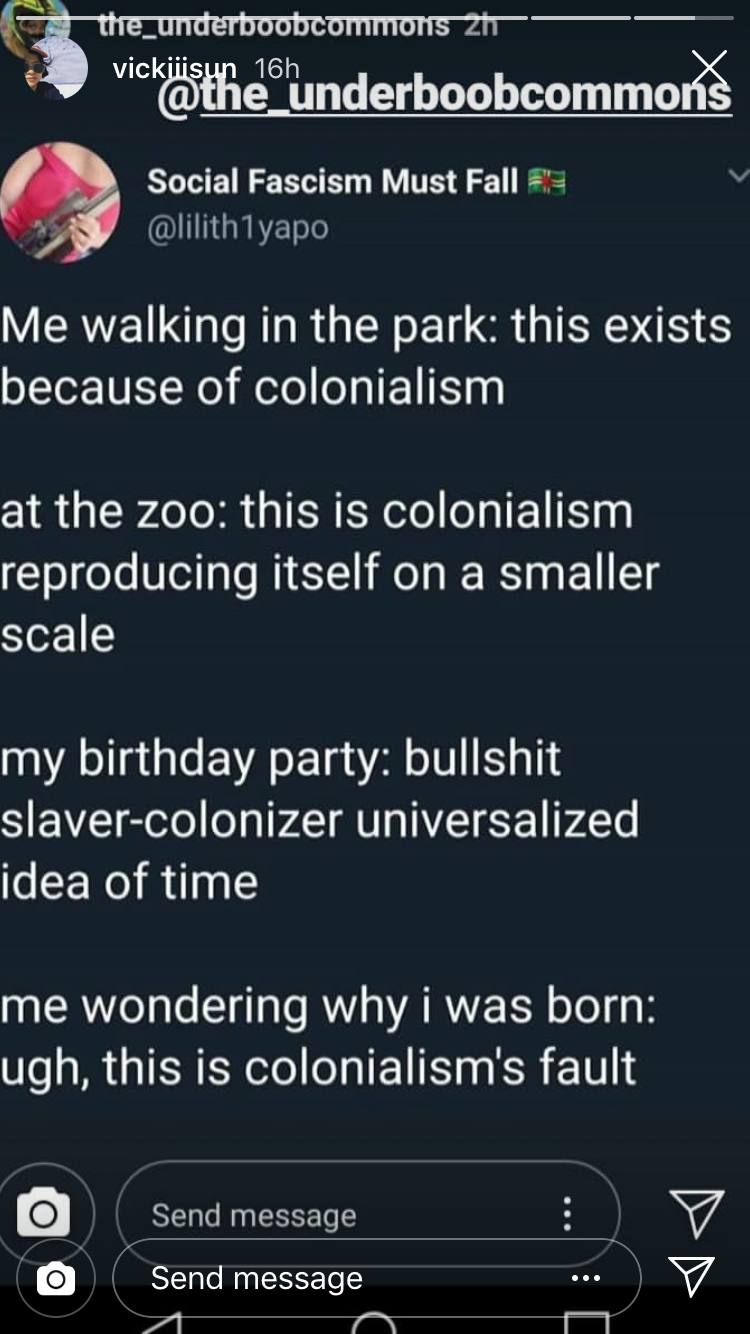 the_underboobcommons 2h
vickiiisun 16h
@the_underboobcommons
Social Fascism Must Fall 🇩🇲
@lilith1yapo
Me walking in the park: this exists
because of colonialism
at the zoo: this is colonialism
reproducing itself on a smaller
scale
my birthday party: bullshit
slaver-colonizer universalized
idea of time
me wondering why i was born:
ugh, this is colonialism's fault
Send message
Send message